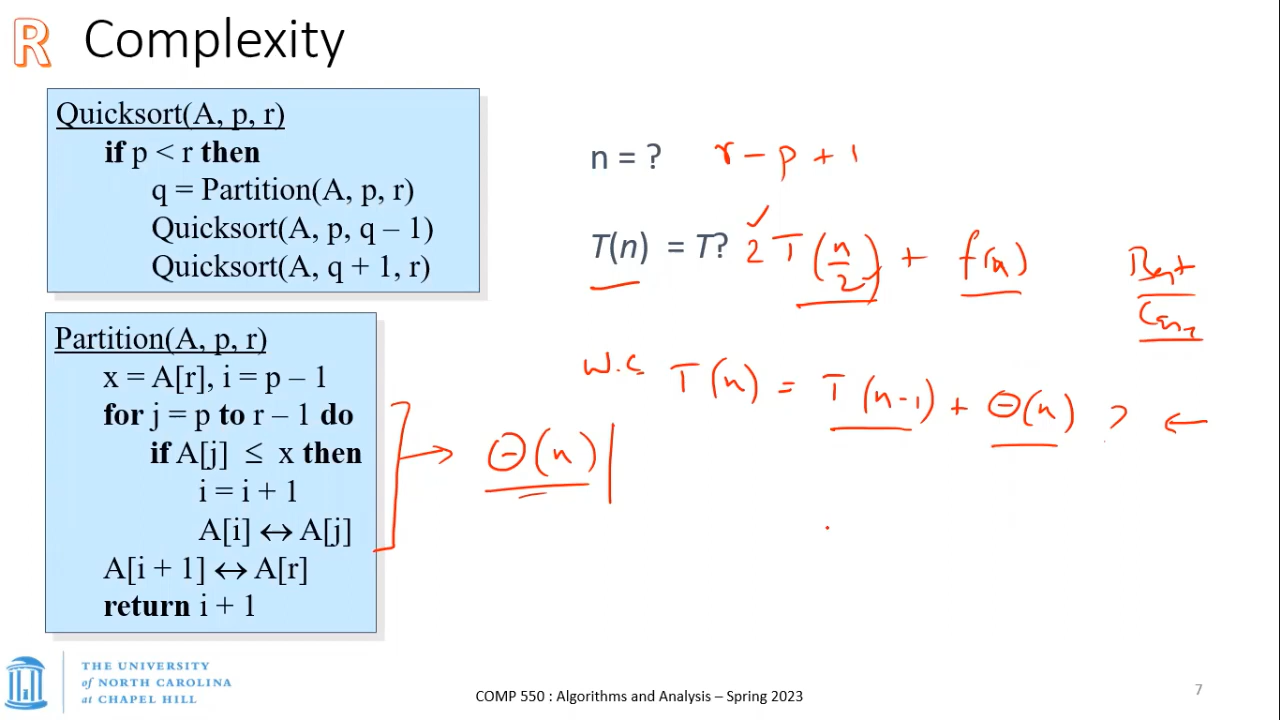 R Complexity
Quicksort(A, p, r)
if p < r then
q = Partition(A, p, r)
Quicksort(A, p, q – 1)
Quicksort(A, q + 1, r)
Partition(A, p, r)
x = A[r], i = p – 1
for j = p to r – 1 do
if A[j] ≤ x then
i = i + 1
A[i] ↔ A[j]
A[i + 1] ↔ A[r]
return i + 1
Θ(n)
n = ? r – p + 1
T(n) = T? 2 T(n/2) + f(n)
Best
Case
W.C T(n) = T(n-1) + Θ(n) ? ←
THE UNIVERSITY
of NORTH CAROLINA
at CHAPEL HILL
COMP 550 : Algorithms and Analysis – Spring 2023
7